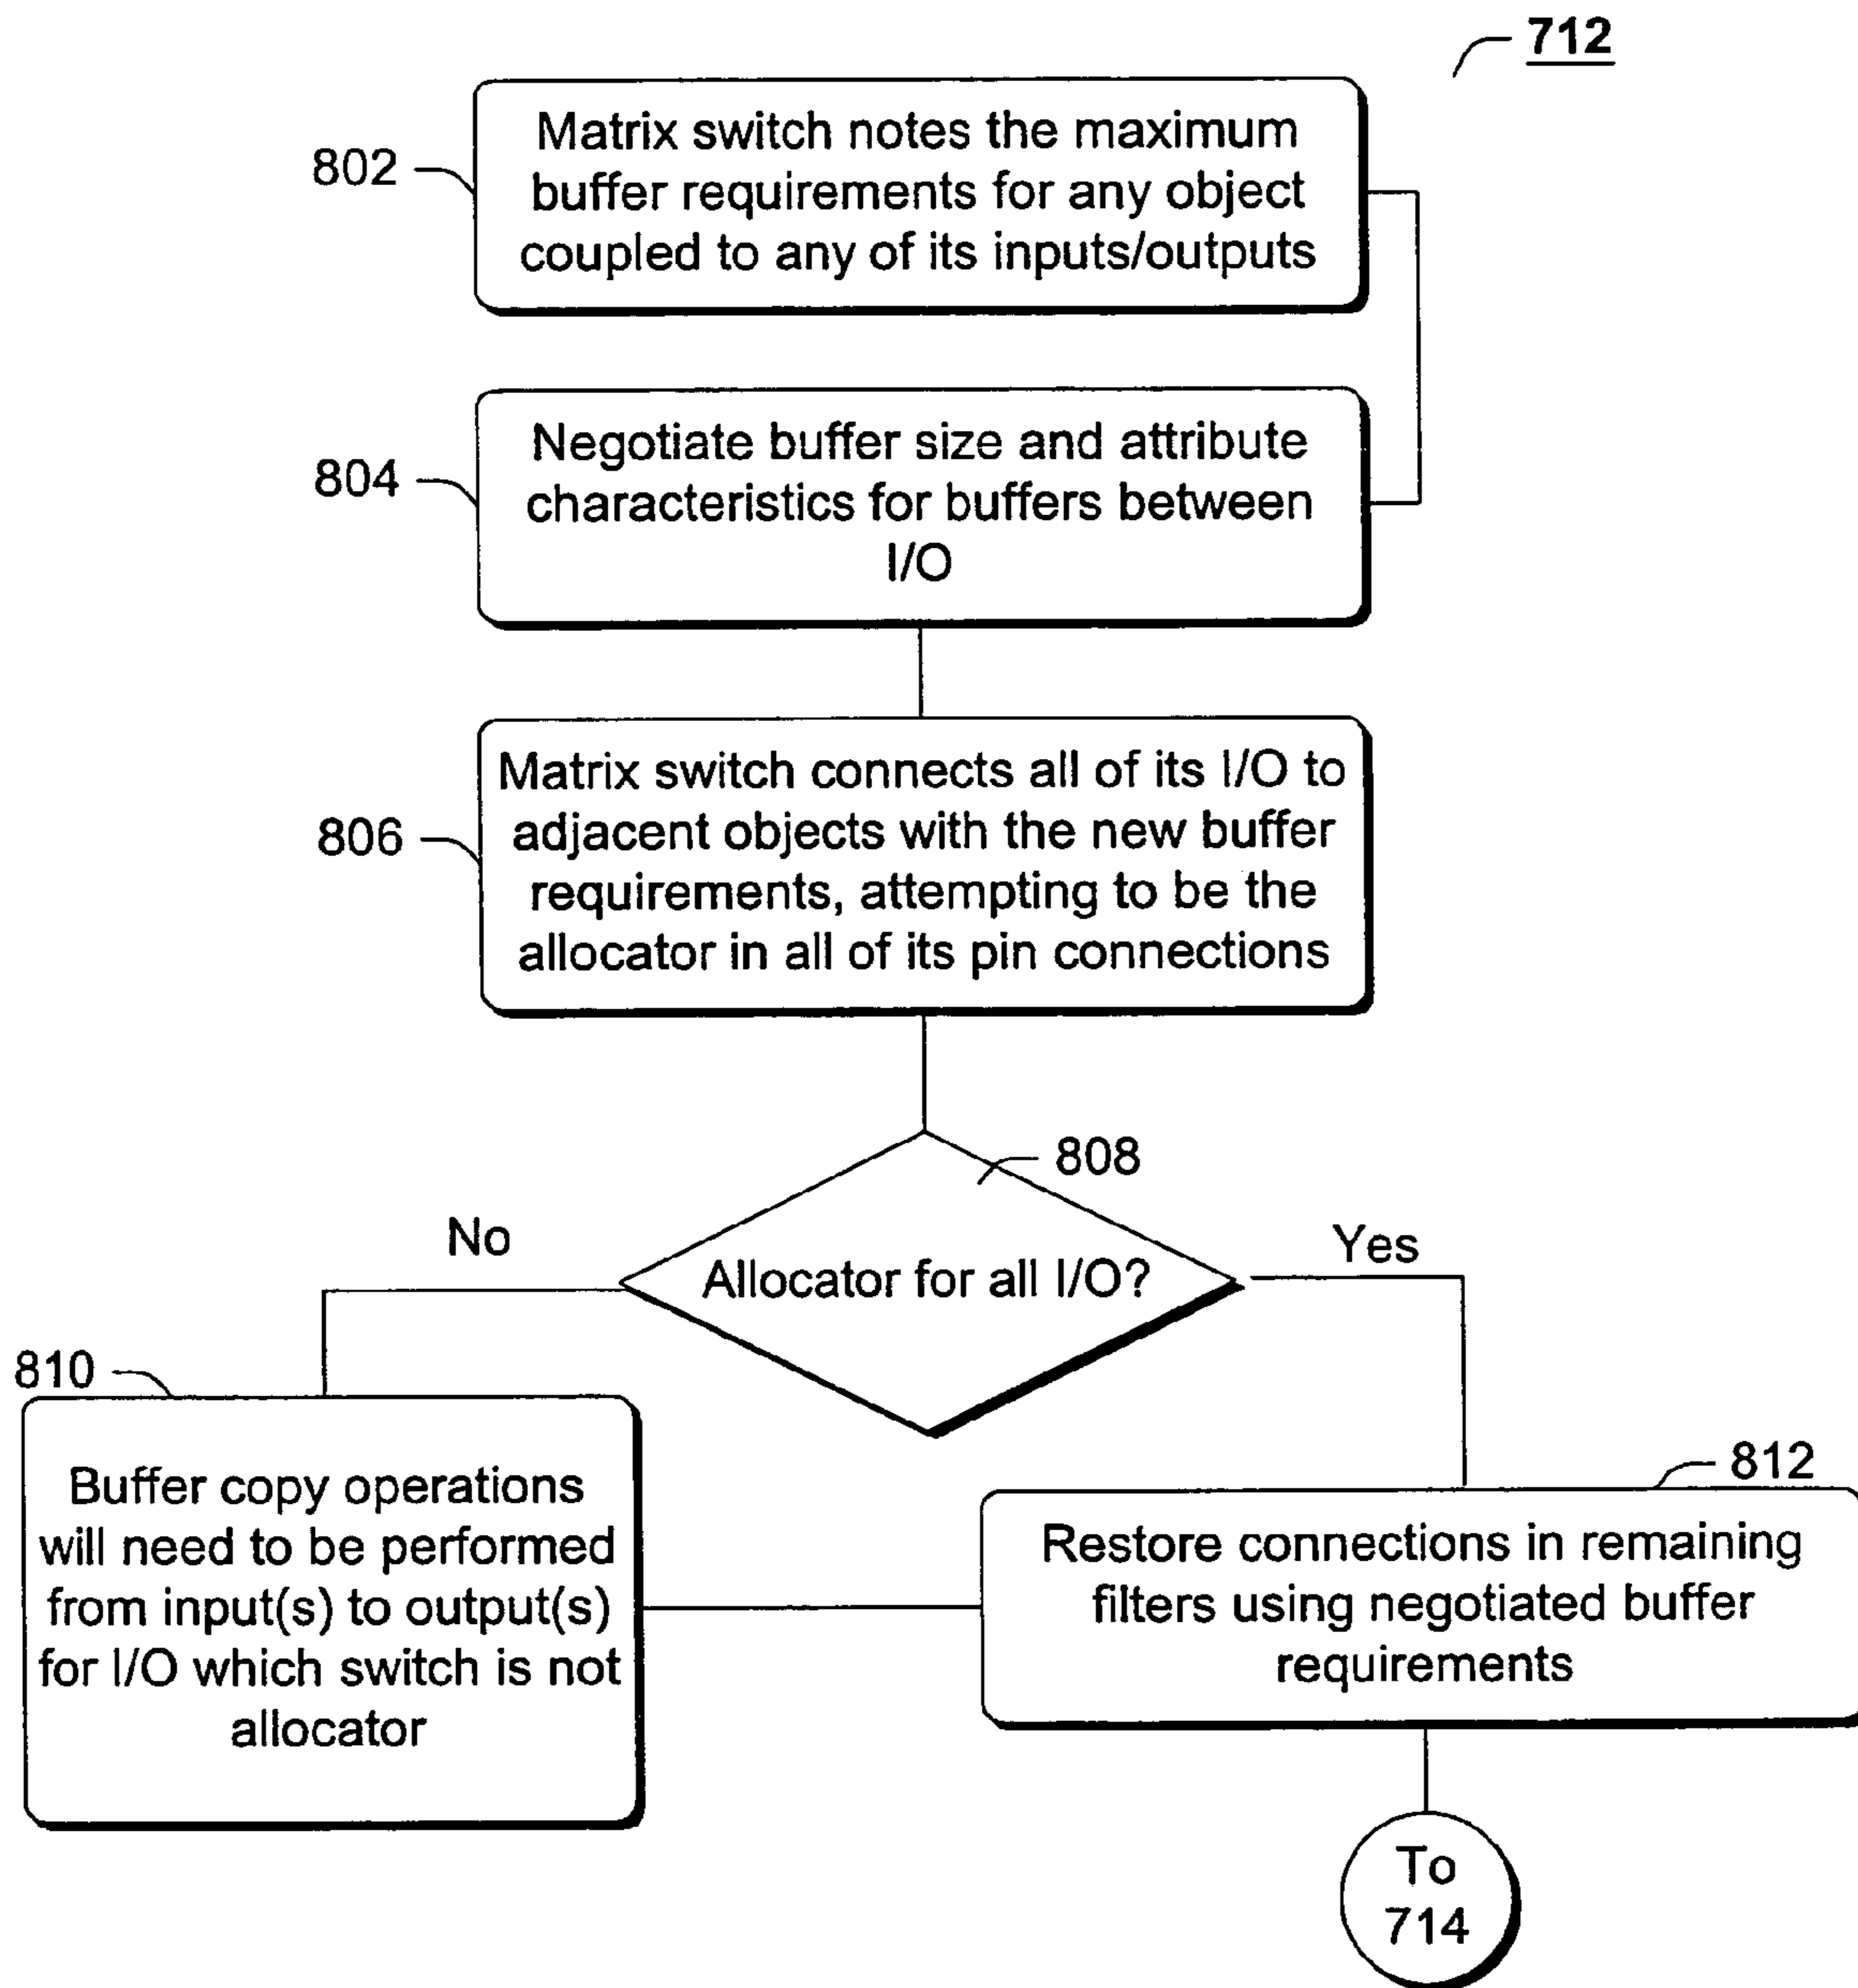 712
802
Matrix switch notes the maximum
buffer requirements for any object
coupled to any of its inputs/outputs
804
Negotiate buffer size and attribute
characteristics for buffers between
I/O
806
Matrix switch connects all of its I/O to
adjacent objects with the new buffer
requirements, attempting to be the
allocator in all of its pin connections
808
No
Allocator for all I/O?
Yes
810
Buffer copy operations
will need to be performed
from input(s) to output(s)
for I/O which switch is not
allocator
812
Restore connections in remaining
filters using negotiated buffer
requirements
To
714